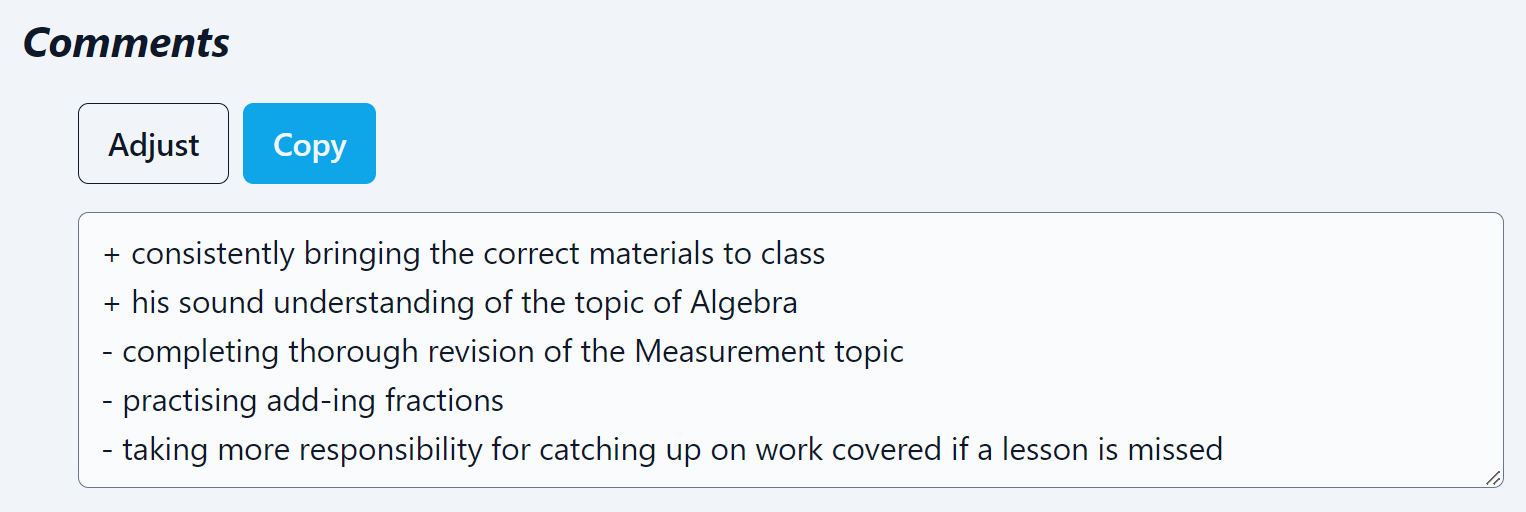 Comments
Adjust Copy
+ consistently bringing the correct materials to class
+ his sound understanding of the topic of Algebra
- completing thorough revision of the Measurement topic
- practising add-ing fractions
- taking more responsibility for catching up on work covered if a lesson is missed